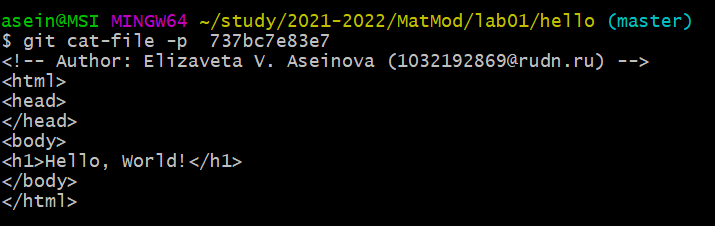 asein@MSI MINGW64 ~/study/2021-2022/MatMod/lab01/hello (master)
$ git cat-file -p  737bc7e83e7
<!-- Author: Elizaveta V. Aseinova (1032192869@rudn.ru) -->
<html>
<head>
</head>
<body>
<h1>Hello, World!</h1>
</body>
</html>